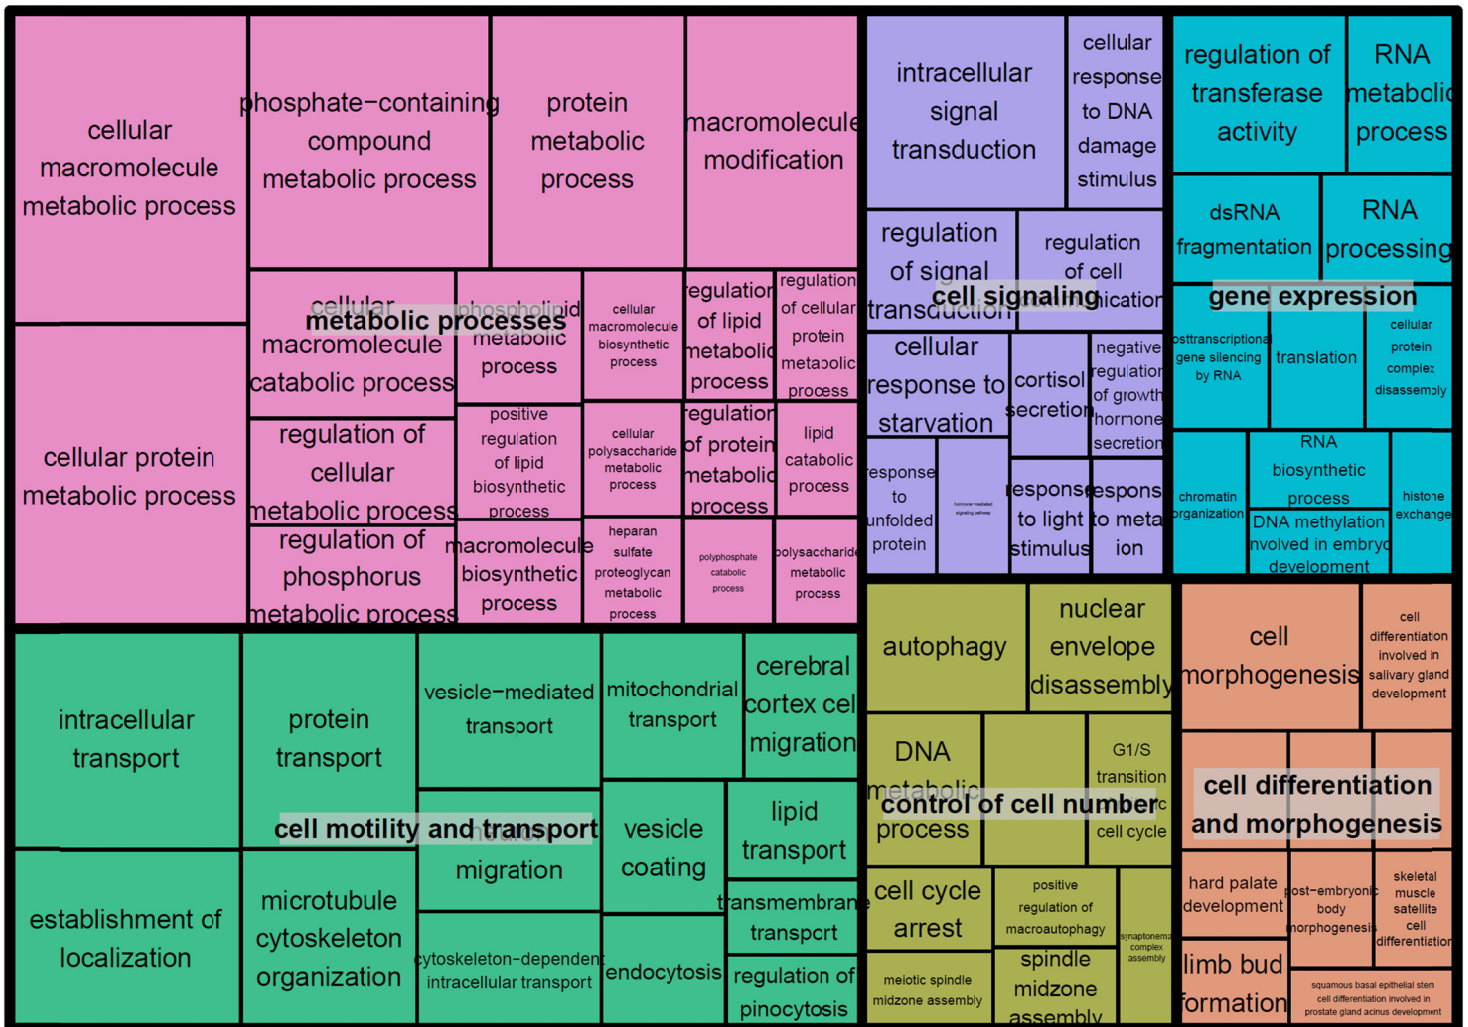 cellular
macromolecule
metabolic process
phosphate-containing
compound
metabolic process
protein
metabolic
process
macromolecule
modification
cellular protein
metabolic process
cellular
macromolecule
catabolic process
metabolic processes
phospholipid
metabolic
process
cellular
macromolecule
biosynthetic
process
regulation
of lipid
metabolic
process
regulation
of cellular
protein
metabolic
process
regulation of
cellular
metabolic process
positive
regulation
of lipid
biosynthetic
process
cellular
polysaccharide
metabolic
process
regulation
of protein
metabolic
process
lipid
catabolic
process
regulation of
phosphorus
metabolic process
macromolecule
biosynthetic
process
heparan
sulfate
proteoglycan
metabolic
process
polyphosphate
catabolic
process
polysaccharide
metabolic
process
intracellular
signal
transduction
cellular
response
to DNA
damage
stimulus
regulation
of signal
transduction
regulation
of cell
cell signaling
cellular
response to
starvation
cortisol
secretion
negative
regulation
of growth
hormone
secretion
response
to
unfolded
protein
hormone-mediated
signaling pathway
response
to light
stimulus
respons
to meta
ion
regulation of
transferase
activity
RNA
metabolic
process
dsRNA
fragmentation
RNA
processing
gene expression
osttranscriptional
gene silencing
by RNA
translation
cellular
protein
complex
disassembly
chromatin
organization
RNA
biosynthetic
process
DNA methylation
nvolved in embryo
development
histone
exchange
intracellular
transport
protein
transport
vesicle-mediated
transport
mitochondrial
transport
cerebral
cortex cel
migration
cell motility and transport
migration
vesicle
coating
lipid
transport
establishment of
localization
microtubule
cytoskeleton
organization
cytoskeleton-dependent
intracellular transport
endocytosis
transmembrane
transport
regulation of
pinocytosis
autophagy
nuclear
envelope
disassembly
DNA
metabolic
process
G1/S
transition
cell cycle
control of cell number
cell cycle
arrest
positive
regulation of
macroautophagy
synaptonema
complex
assembly
meiotic spindle
midzone assembly
spindle
midzone
assembly
cell
morphogenesis
cell
differentiation
involved in
salivary gland
development
cell differentiation
and morphogenesis
hard palate
development
post-embryonic
body
morphogenesis
skeletal
muscle
satellite
cell
differentiation
limb bud
formation
squamous basal epithelial stem
cell differentiation involved in
prostate gland acinus development